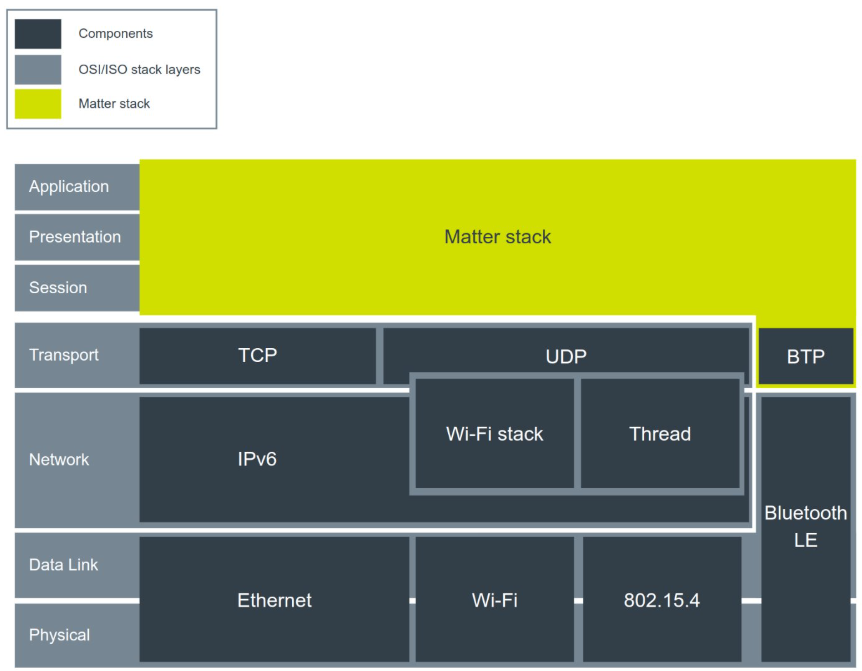 Components
OSI/ISO stack layers
Matter stack
Application
Presentation
Matter stack
Session
Transport
TCP
UDP
BTP
Network
IPv6
Wi-Fi stack
Thread
Bluetooth
LE
Data Link
Ethernet
Wi-Fi
802.15.4
Physical